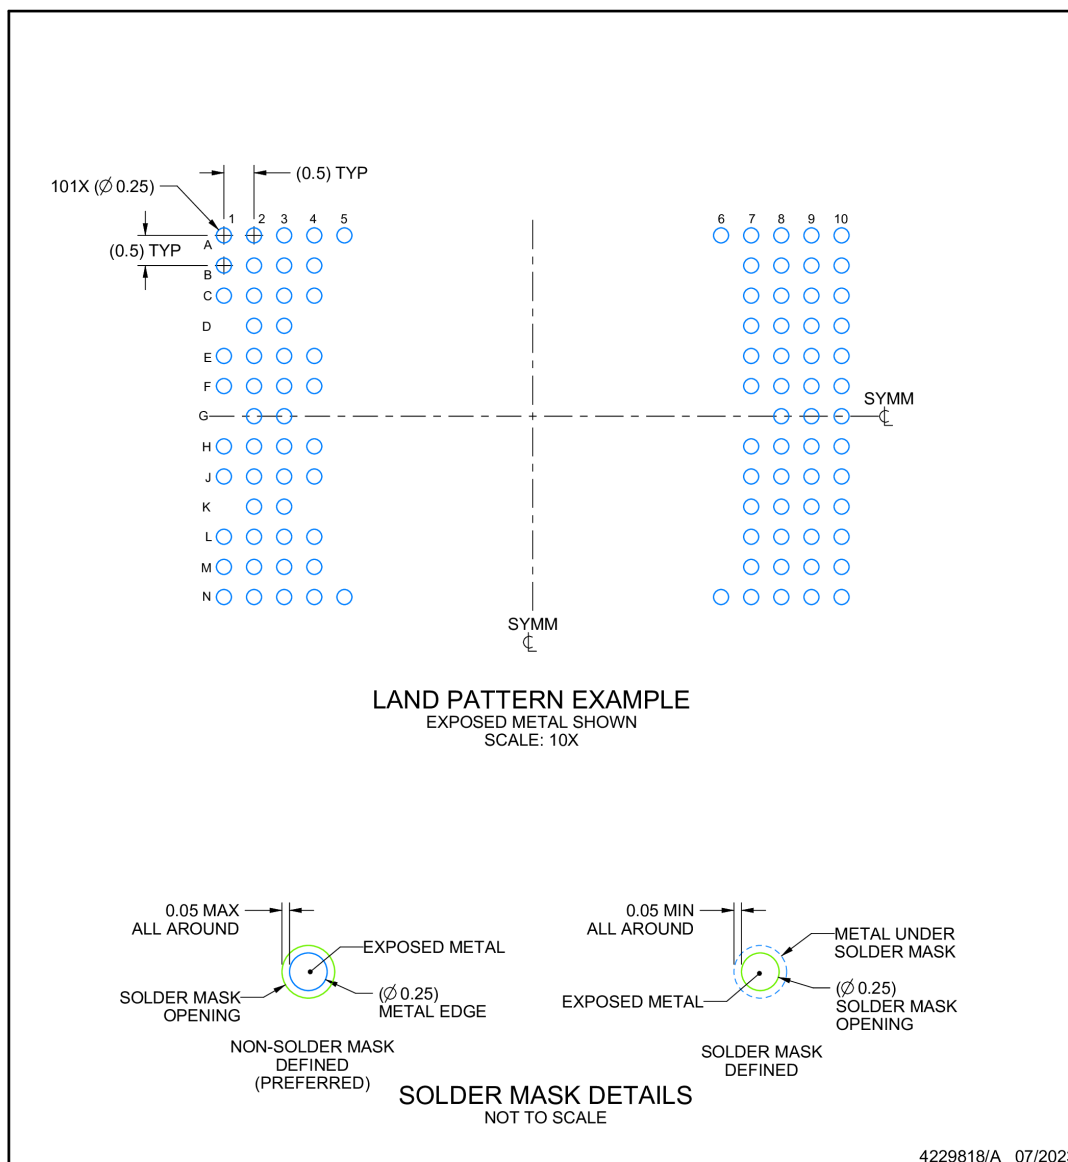 (0.5) TYP
101X (∅ 0.25)
1 2 3 4 5 6 7 8 9 10
A
(0.5) TYP
B
C
D
E
F
SYMM
G
H
J
K
L
M
N
SYMM
LAND PATTERN EXAMPLE
EXPOSED METAL SHOWN
SCALE: 10X
0.05 MAX
ALL AROUND
EXPOSED METAL
SOLDER MASK
OPENING
(∅ 0.25)
METAL EDGE
NON-SOLDER MASK
DEFINED
(PREFERRED)
0.05 MIN
ALL AROUND
METAL UNDER
SOLDER MASK
EXPOSED METAL
(∅ 0.25)
SOLDER MASK
OPENING
SOLDER MASK
DEFINED
SOLDER MASK DETAILS
NOT TO SCALE
4229818/A 07/2023